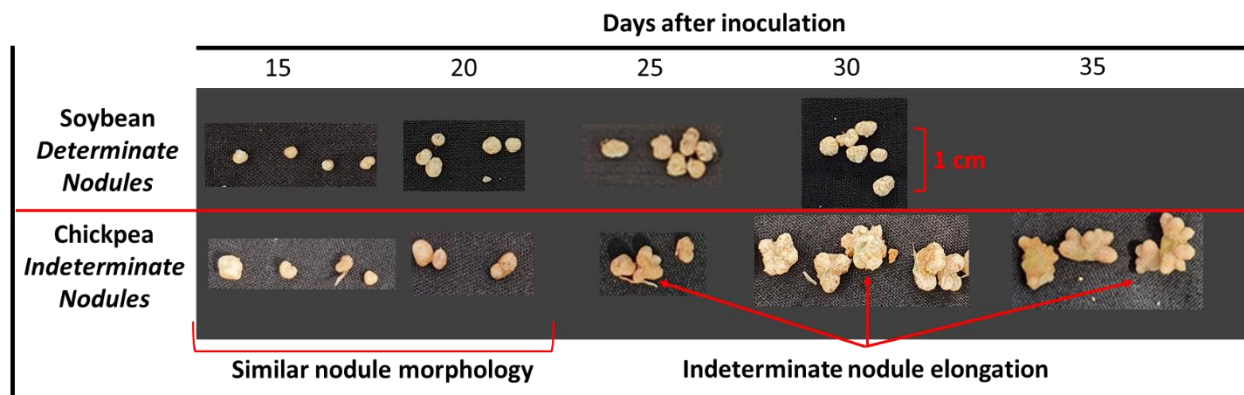 Days after inoculation
15 20 25 30 35
Soybean
Determinate
Nodules
1 cm
Chickpea
Indeterminate
Nodules
Similar nodule morphology
Indeterminate nodule elongation